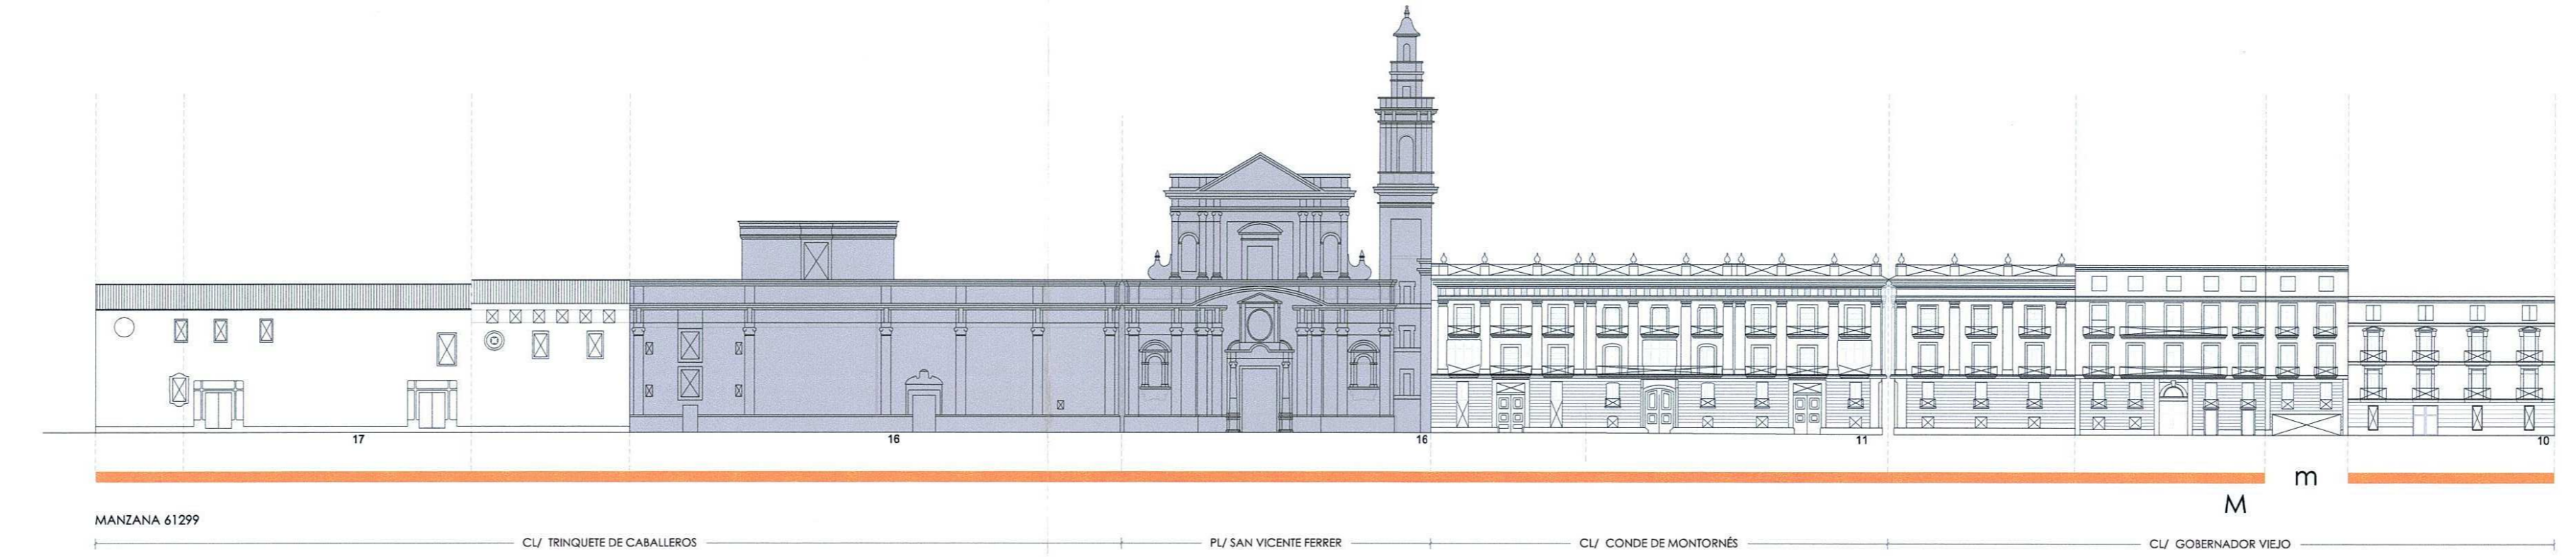 17 16 16 11 10
m
M
MANZANA 61299
CL/ TRINQUETE DE CABALLEROS PL/ SAN VICENTE FERRER CL/ CONDE DE MONTORNÉS CL/ GOBERNADOR VIEJO